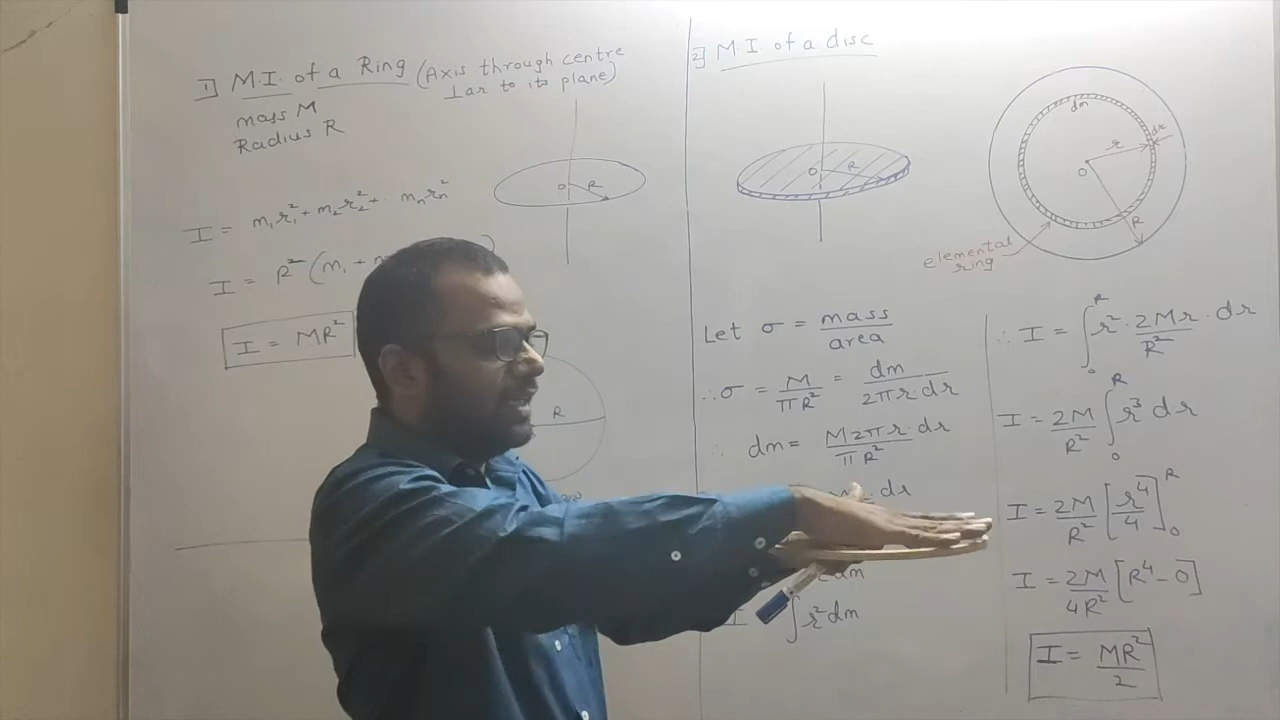 1] M.I. of a Ring (Axis through centre
⊥ar to its plane)
mass M
Radius R
O R
I = m₁r₁² + m₂r₂² + · mₙrₙ²
I = R² (m₁ +
I = MR²
R
2] M.I. of a disc
O R
dm
r dr
O
R
elemental
ring
Let σ = mass/area
∴ σ = M/πR² = dm/2πr·dr
∴ dm = M2πr·dr/πR²
· dr
dm
I = ∫ r² dm
∴ I = ∫₀ᴿ r² · 2Mr/R² · dr
I = 2M/R² ∫₀ᴿ r³ dr
I = 2M/R² [r⁴/4]₀ᴿ
I = 2M/4R² [R⁴ - 0]
I = MR²/2